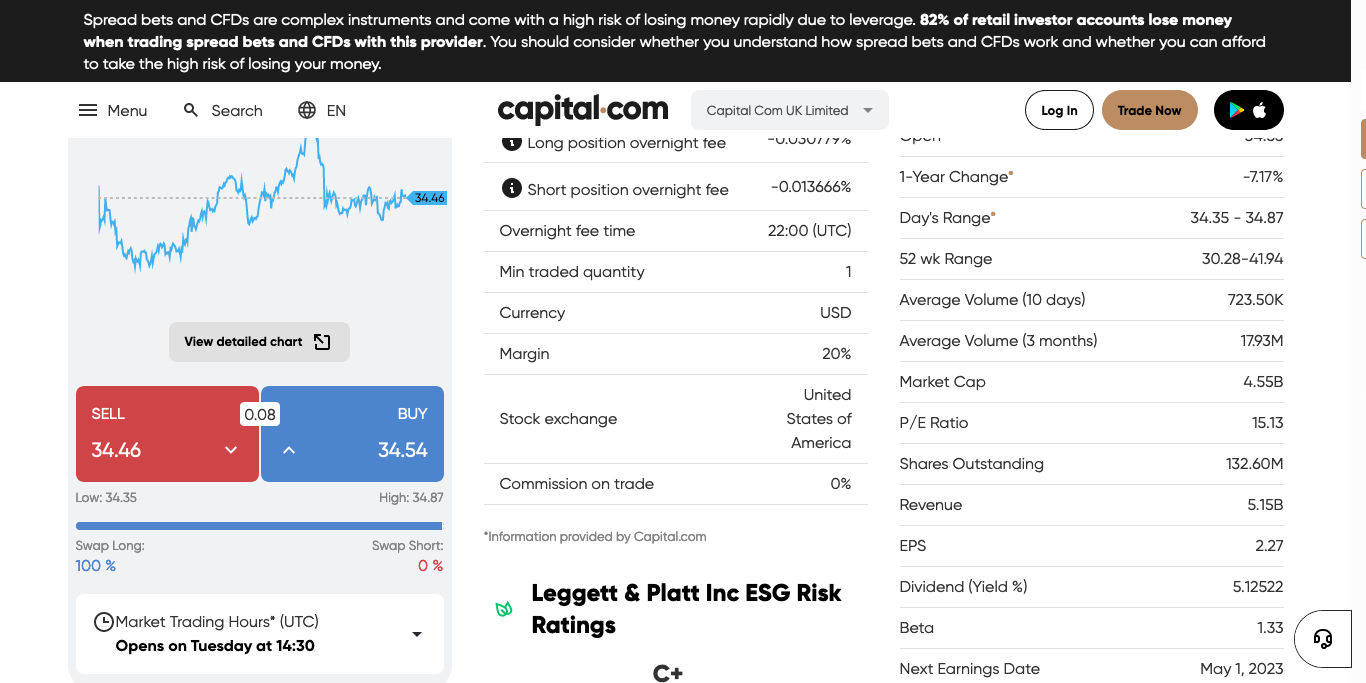 Spread bets and CFDs are complex instruments and come with a high risk of losing money rapidly due to leverage. 82% of retail investor accounts lose money
when trading spread bets and CFDs with this provider. You should consider whether you understand how spread bets and CFDs work and whether you can afford
to take the high risk of losing your money.
Menu
Search
EN
capital.com
Capital Com UK Limited
Log In
Trade Now
34.46
View detailed chart
SELL
34.46
0.08
BUY
34.54
Low: 34.35
High: 34.87
Swap Long:
Swap Short:
100 %
0 %
Market Trading Hours* (UTC)
Opens on Tuesday at 14:30
Long position overnight fee
-0.030779%
Short position overnight fee
-0.013666%
Overnight fee time
22:00 (UTC)
Min traded quantity
1
Currency
USD
Margin
20%
Stock exchange
United
States of
America
Commission on trade
0%
*Information provided by Capital.com
Leggett & Platt Inc ESG Risk
Ratings
C+
Open
1-Year Change*
-7.17%
Day's Range*
34.35 - 34.87
52 wk Range
30.28-41.94
Average Volume (10 days)
723.50K
Average Volume (3 months)
17.93M
Market Cap
4.55B
P/E Ratio
15.13
Shares Outstanding
132.60M
Revenue
5.15B
EPS
2.27
Dividend (Yield %)
5.12522
Beta
1.33
Next Earnings Date
May 1, 2023